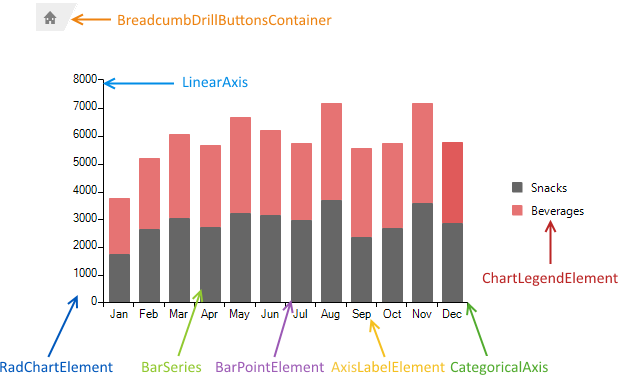 BreadcumbDrillButtonsContainer
8000
LinearAxis
7000
6000
5000
4000
Snacks
3000
Beverages
2000
1000
ChartLegendElement
0
Jan Feb Mar Apr May Jun Jul Aug Sep Oct Nov Dec
RadChartElement BarSeries BarPointElement AxisLabelElement CategoricalAxis